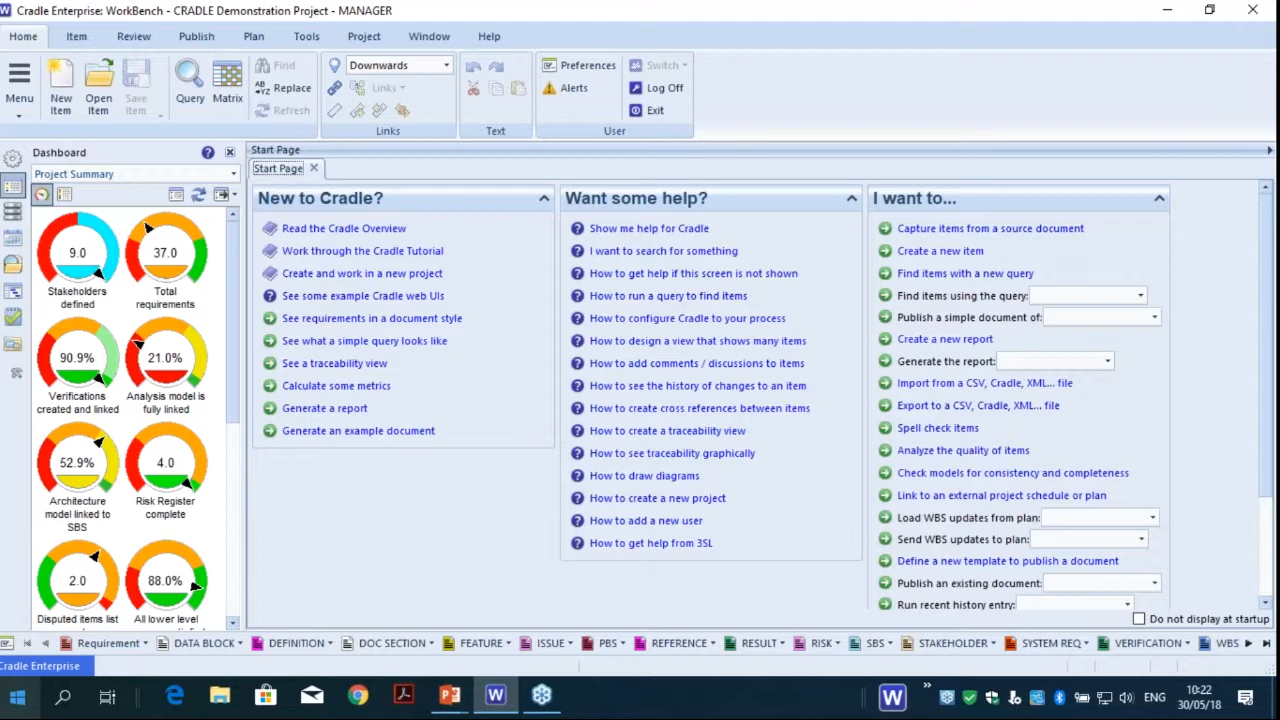 Cradle Enterprise: WorkBench - CRADLE Demonstration Project - MANAGER
Home Item Review Publish Plan Tools Project Window Help
Menu
New Item
Open Item
Save Item
Query
Matrix
Find
Replace
Refresh
Downwards
Links
Links
Text
Preferences
Alerts
Switch
Log Off
Exit
User
Dashboard
Project Summary
9.0
Stakeholders
defined
37.0
Total
requirements
90.9%
Verifications
created and linked
21.0%
Analysis model is
fully linked
52.9%
Architecture
model linked to
SBS
4.0
Risk Register
complete
2.0
Disputed items list
88.0%
All lower level
Start Page
Start Page
New to Cradle?
Read the Cradle Overview
Work through the Cradle Tutorial
Create and work in a new project
See some example Cradle web UIs
See requirements in a document style
See what a simple query looks like
See a traceability view
Calculate some metrics
Generate a report
Generate an example document
Want some help?
Show me help for Cradle
I want to search for something
How to get help if this screen is not shown
How to run a query to find items
How to configure Cradle to your process
How to design a view that shows many items
How to add comments / discussions to items
How to see the history of changes to an item
How to create cross references between items
How to create a traceability view
How to see traceability graphically
How to draw diagrams
How to create a new project
How to add a new user
How to get help from 3SL
I want to...
Capture items from a source document
Create a new item
Find items with a new query
Find items using the query:
Publish a simple document of:
Create a new report
Generate the report:
Import from a CSV, Cradle, XML... file
Export to a CSV, Cradle, XML... file
Spell check items
Analyze the quality of items
Check models for consistency and completeness
Link to an external project schedule or plan
Load WBS updates from plan:
Send WBS updates to plan:
Define a new template to publish a document
Publish an existing document:
Run recent history entry:
Do not display at startup
Requirement DATA BLOCK DEFINITION DOC SECTION FEATURE ISSUE PBS REFERENCE RESULT RISK SBS STAKEHOLDER SYSTEM REQ VERIFICATION WBS
Cradle Enterprise
ENG
10:22
30/05/18